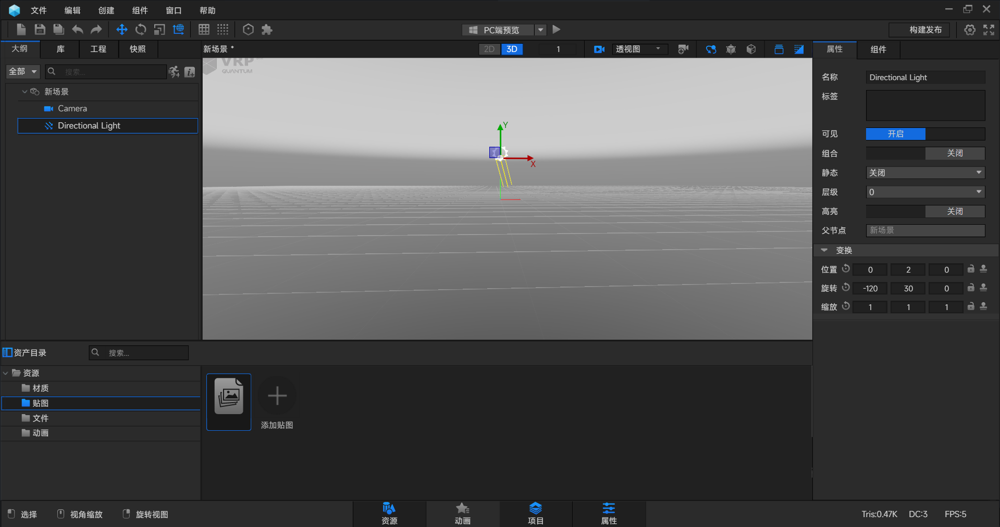 文件 编辑 创建 组件 窗口 帮助
PC端预览
构建发布
大纲 库 工程 快照
新场景 *
2D 3D 1 透视图
属性 组件
全部 搜索...
新场景
Camera
Directional Light
VRP
QUANTUM
Y
X
名称 Directional Light
标签
可见 开启
组合 关闭
静态 关闭
层级 0
高亮 关闭
父节点 新场景
变换
位置 0 2 0
旋转 -120 30 0
缩放 1 1 1
资产目录 搜索...
资源
材质
贴图
文件
动画
添加贴图
选择 视角缩放 旋转视图
资源 动画 项目 属性
Tris:0.47K DC:3 FPS:5